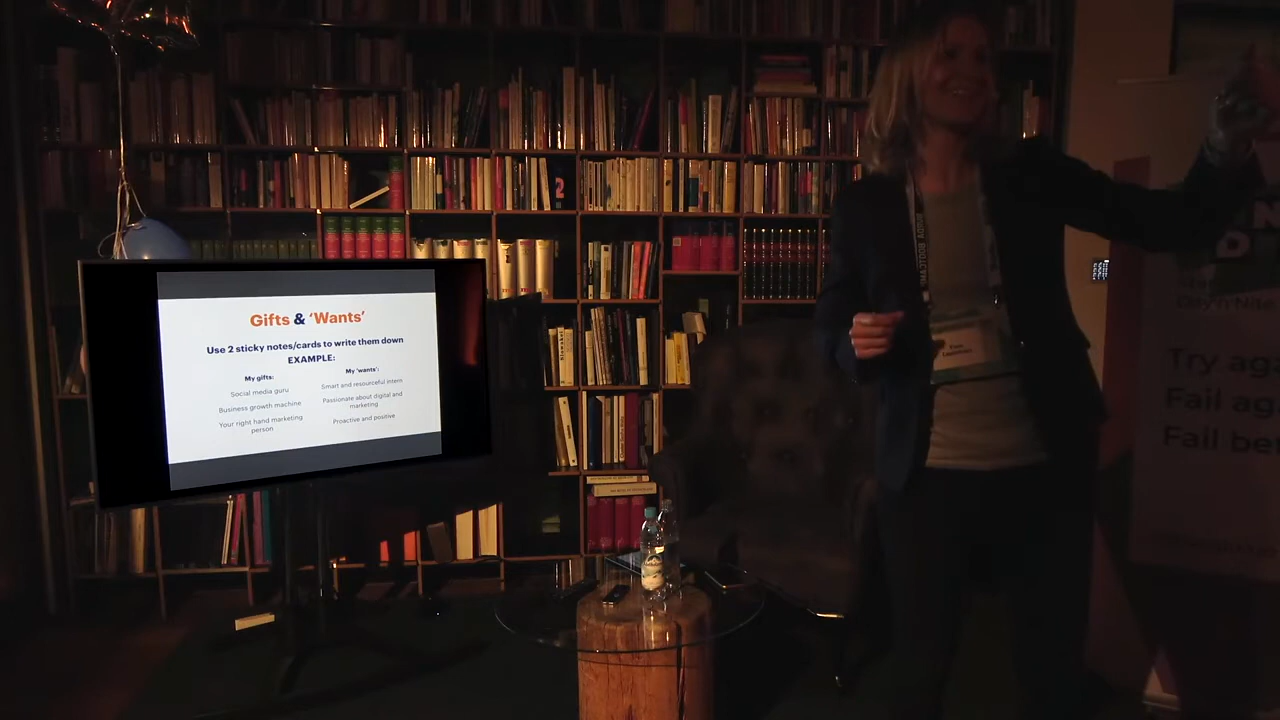 Gifts & 'Wants'
Use 2 sticky notes/cards to write them down
EXAMPLE:
My gifts:
Social media guru
Business growth machine
Your right hand marketing
person
My 'wants':
Smart and resourceful intern
Passionate about digital and
marketing
Proactive and positive
2
Try ag
Fail ag
Fail be